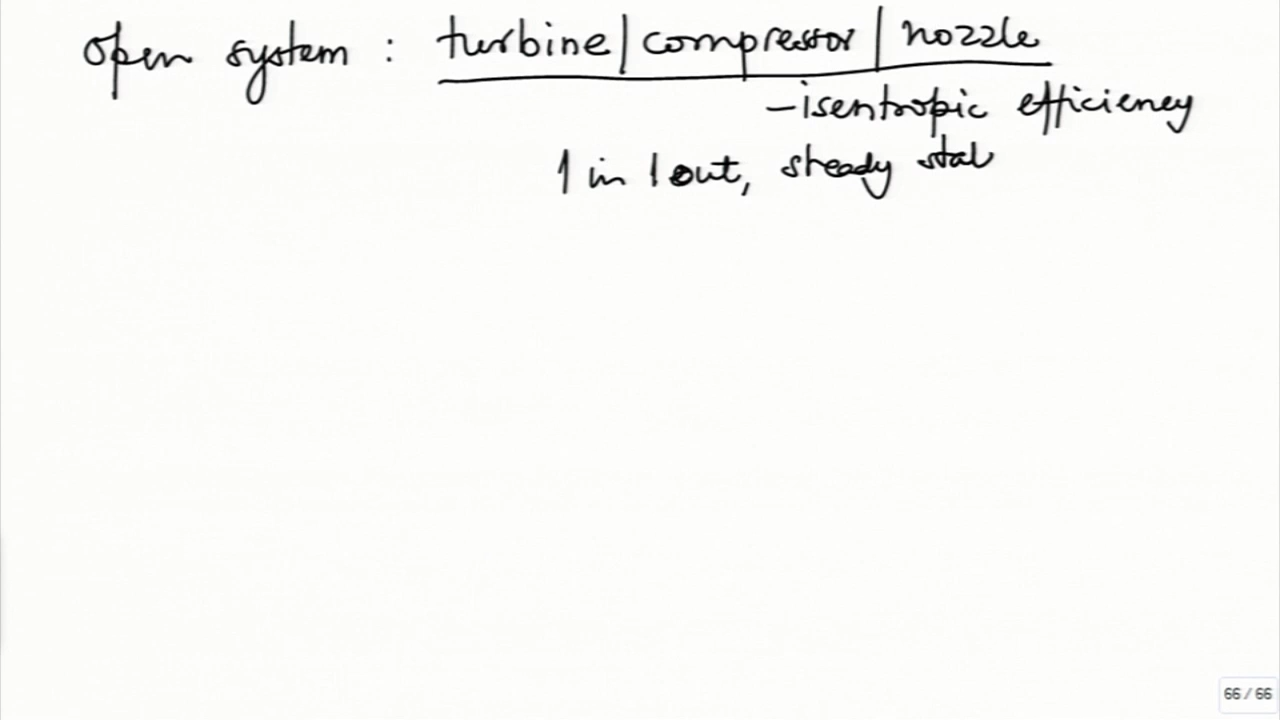 open system : turbine | compressor | nozzle
- isentropic efficiency
1 in 1 out, steady stat
66 / 66